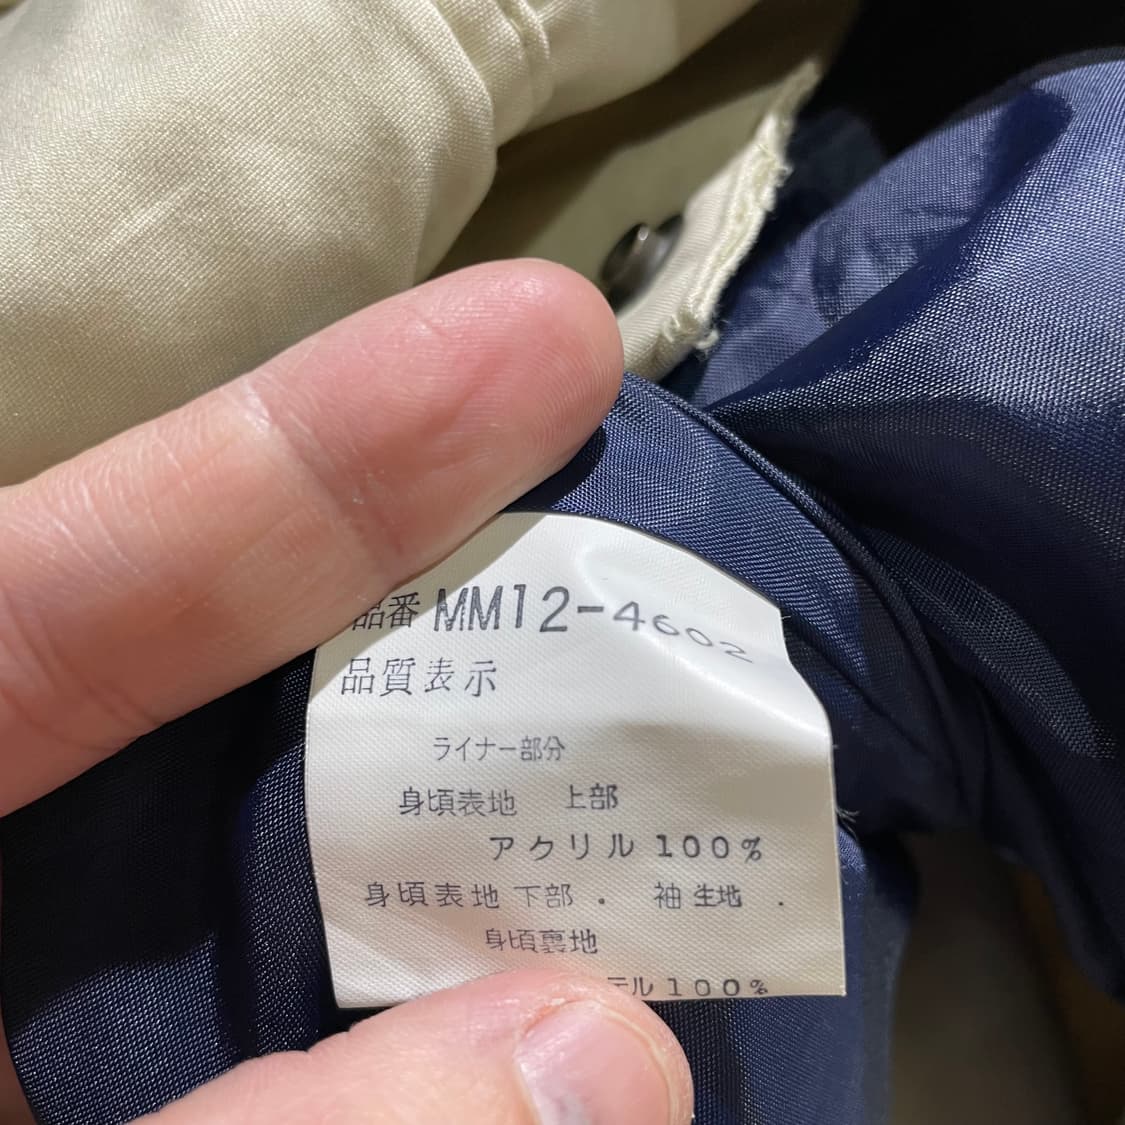 品番 MM12-4602
品質表示
ライナー部分
身頃表地 上部
アクリル 100%
身頃表地 下部 . 袖生地 .
身頃裏地
テル 100%